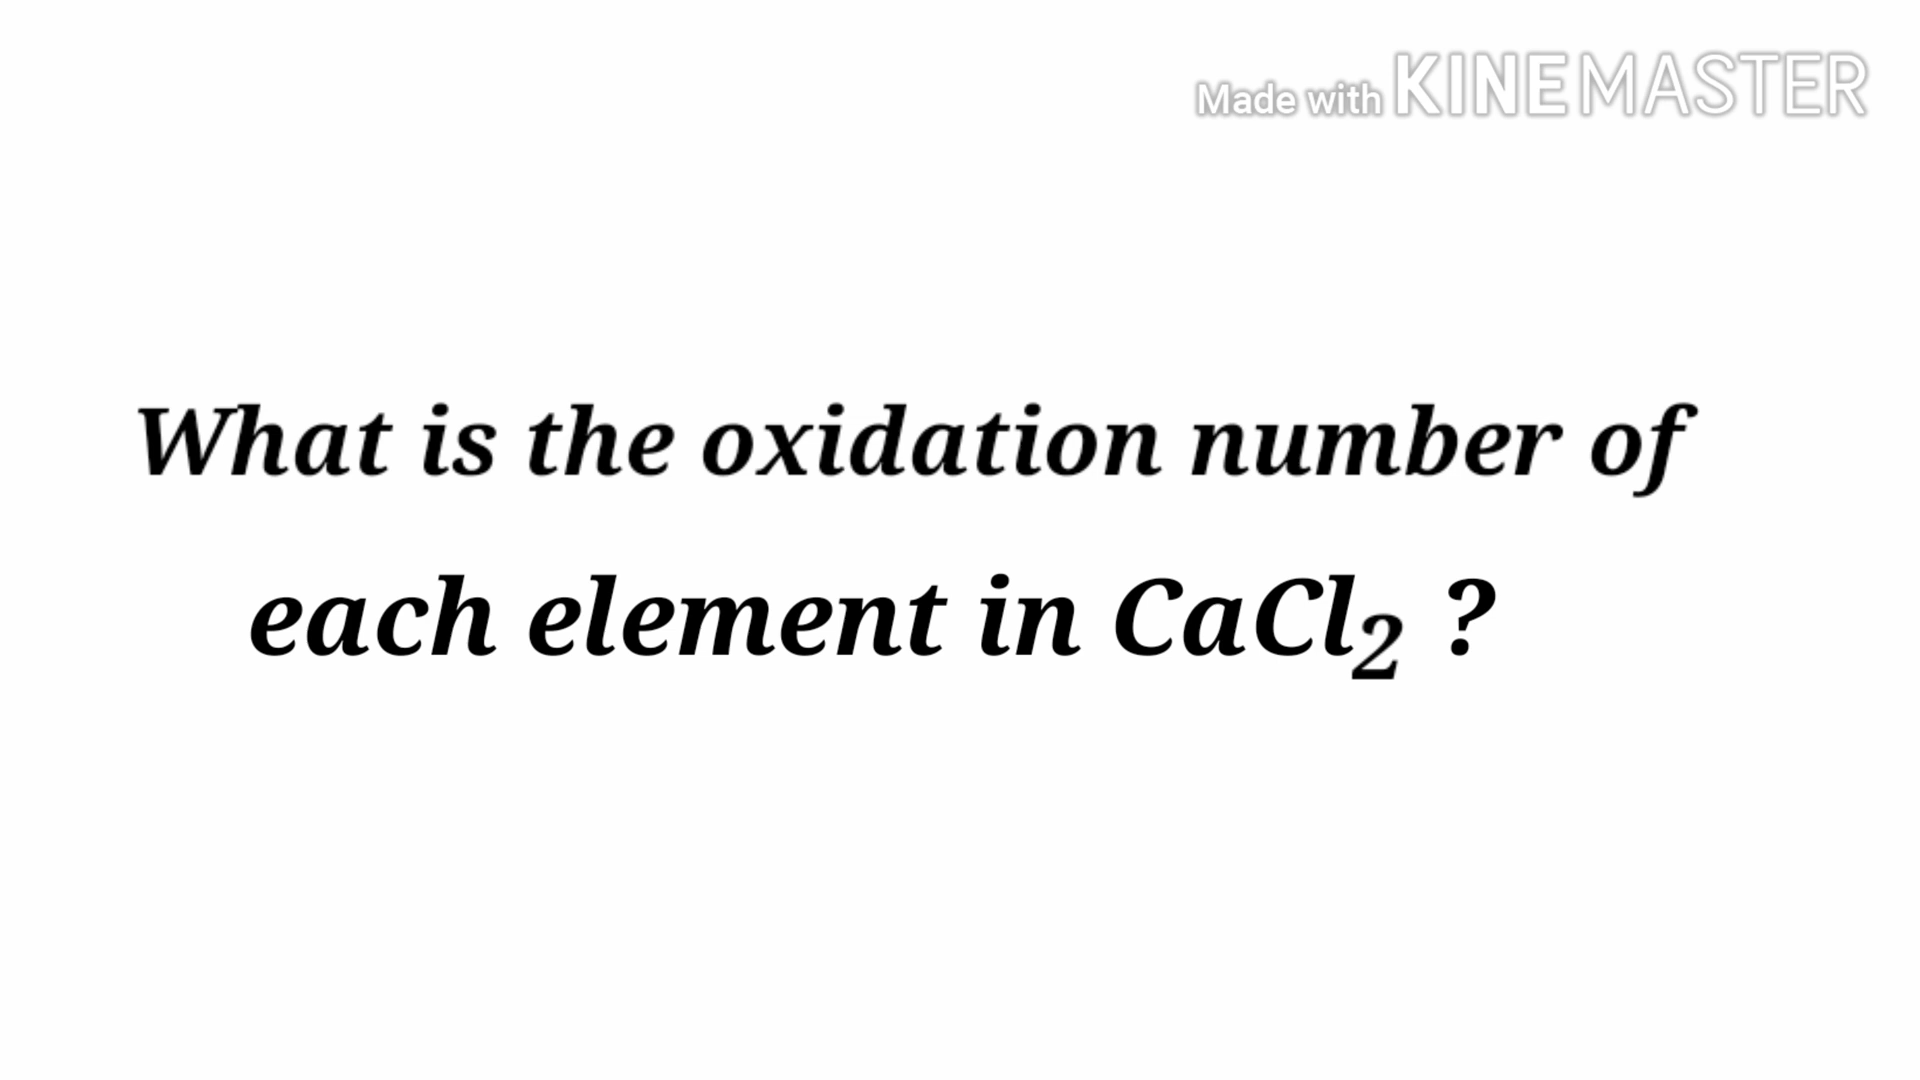 Made with KINEMASTER
What is the oxidation number of
each element in CaCl₂ ?